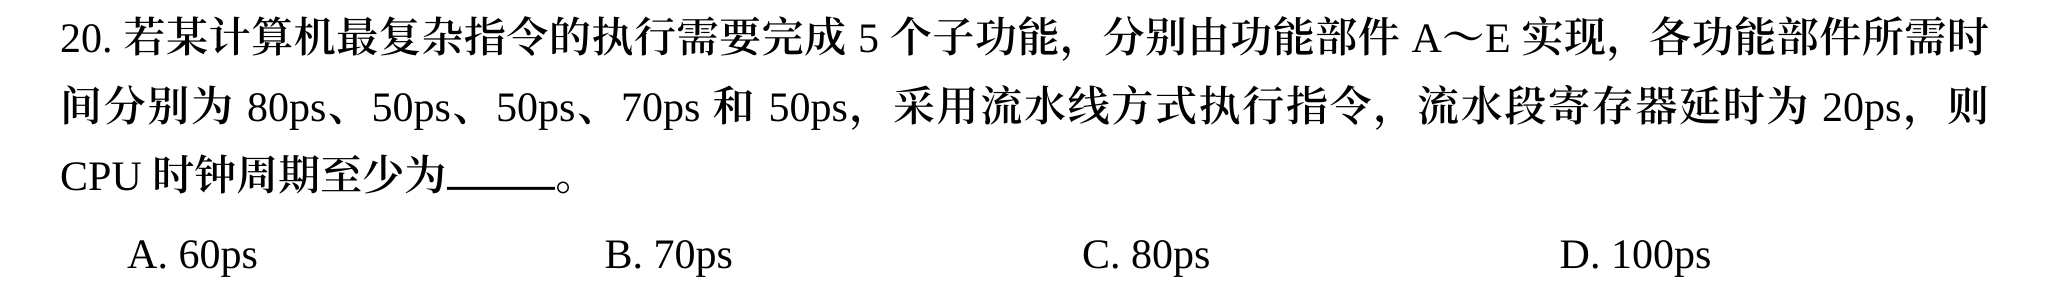 20. 若某计算机最复杂指令的执行需要完成 5 个子功能，分别由功能部件 A～E 实现，各功能部件所需时
间分别为 80ps、50ps、50ps、70ps 和 50ps，采用流水线方式执行指令，流水段寄存器延时为 20ps，则
CPU 时钟周期至少为_____。
A. 60ps B. 70ps C. 80ps D. 100ps